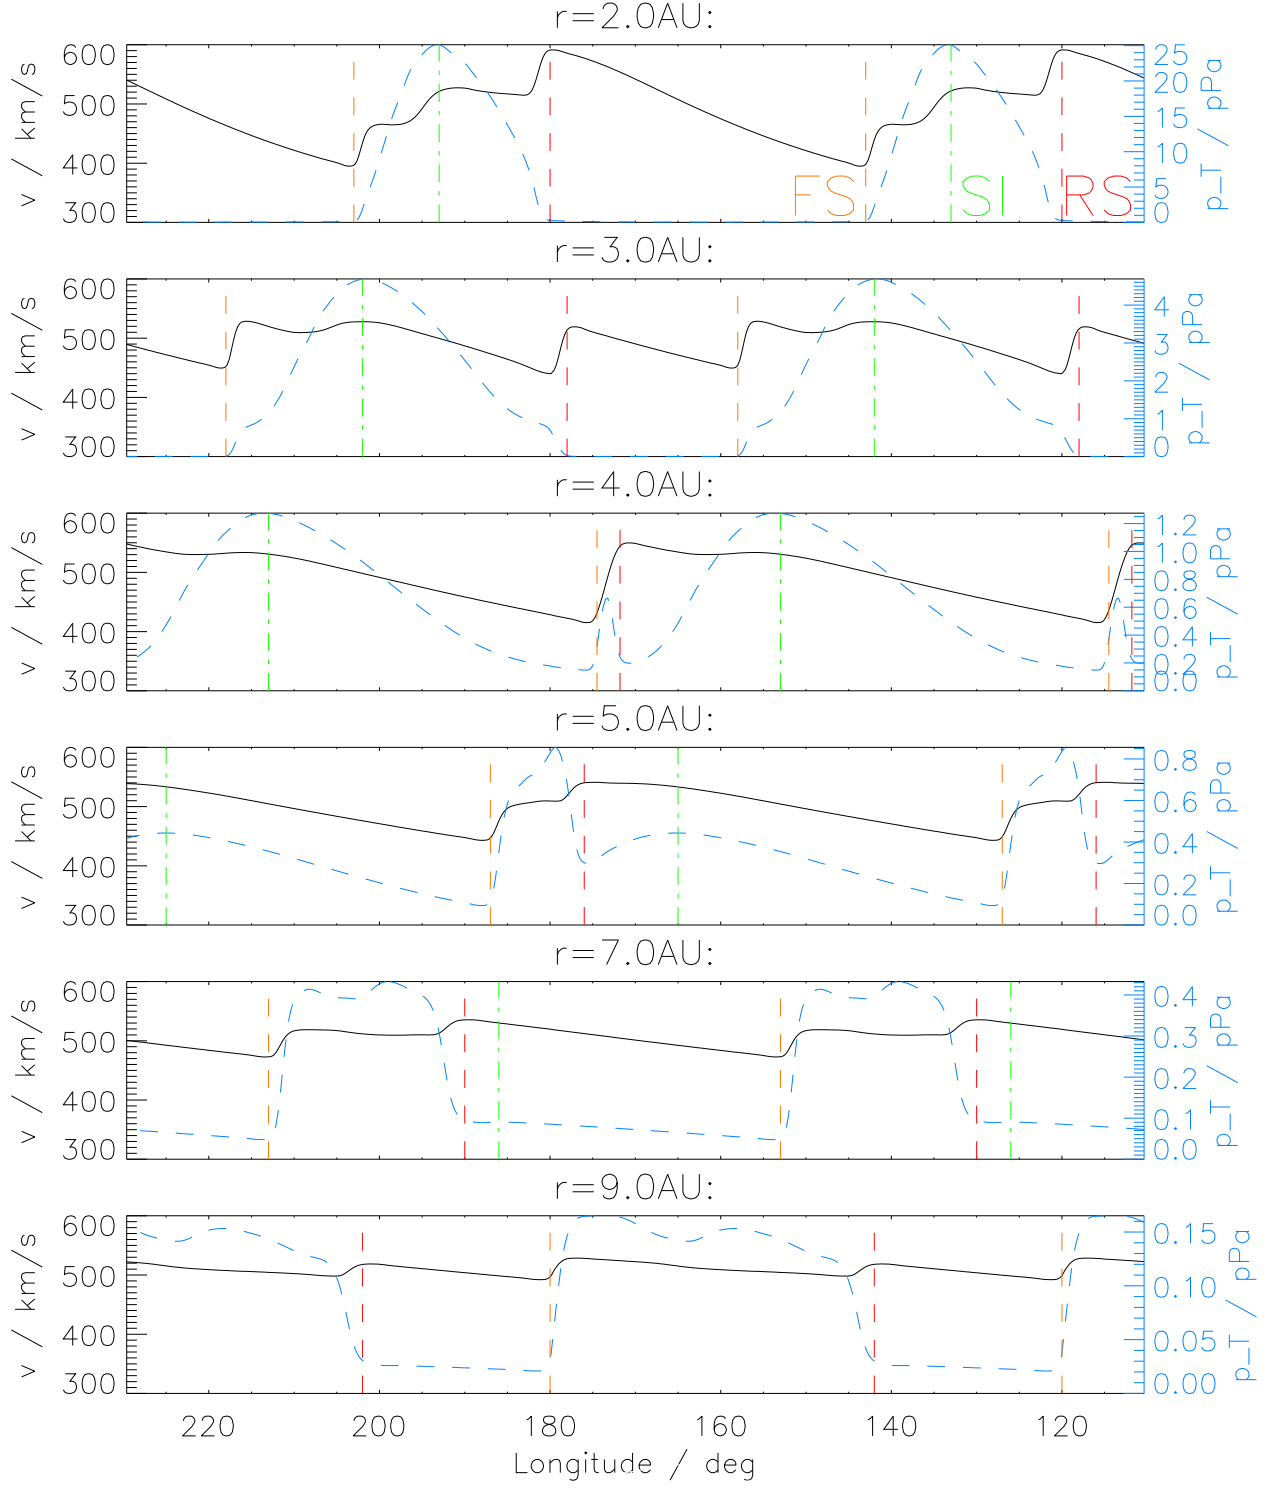 r=2.0AU:
600
500
400
300
v / km/s
25
20
15
10
5
0
p_T / pPa
FS
SI
RS
r=3.0AU:
600
500
400
300
v / km/s
4
3
2
1
0
p_T / pPa
r=4.0AU:
600
500
400
300
v / km/s
1.2
1.0
0.8
0.6
0.4
0.2
0.0
p_T / pPa
r=5.0AU:
600
500
400
300
v / km/s
0.8
0.6
0.4
0.2
0.0
p_T / pPa
r=7.0AU:
600
500
400
300
v / km/s
0.4
0.3
0.2
0.1
0.0
p_T / pPa
r=9.0AU:
600
500
400
300
v / km/s
0.15
0.10
0.05
0.00
p_T / pPa
220 200 180 160 140 120
Longitude / deg